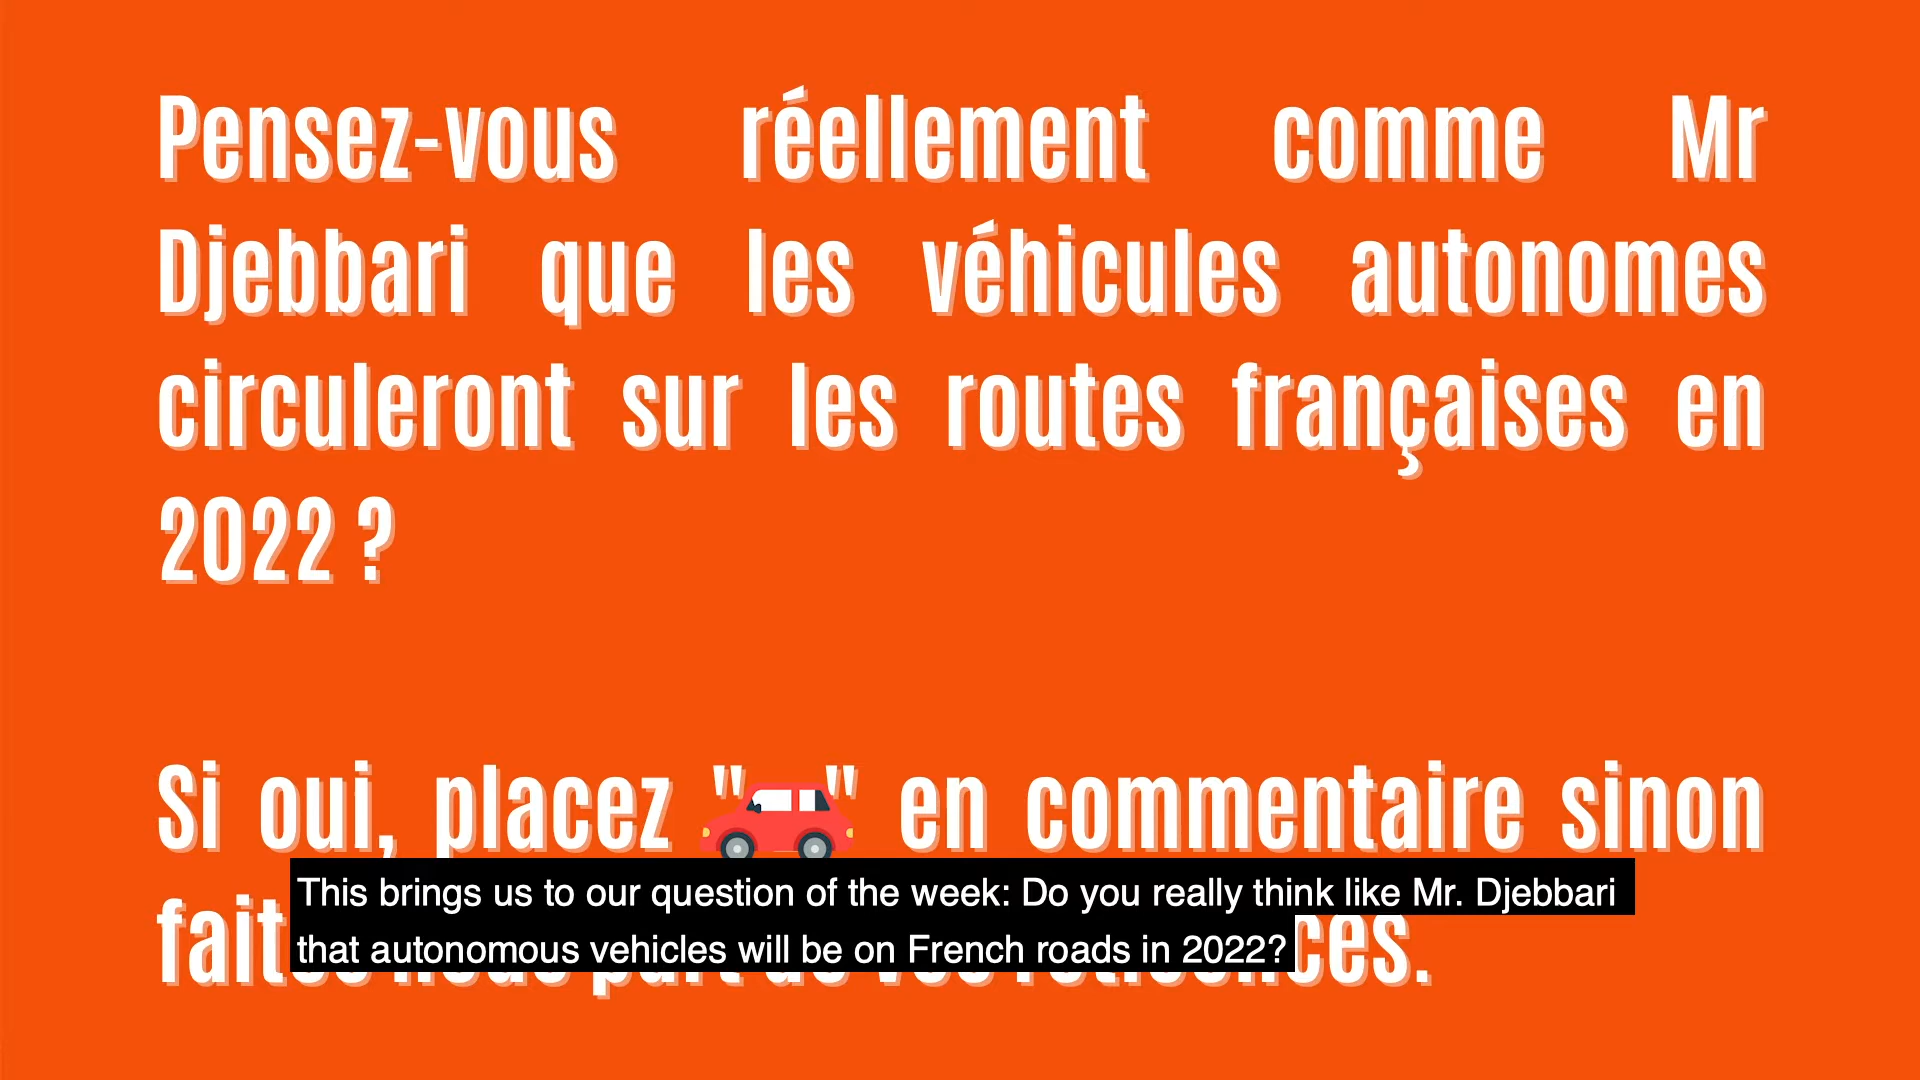 Pensez-vous réellement comme Mr
Djebbari que les véhicules autonomes
circuleront sur les routes françaises en
2022 ?
Si oui, placez "🚗" en commentaire sinon
This brings us to our question of the week: Do you really think like Mr. Djebbari
that autonomous vehicles will be on French roads in 2022?